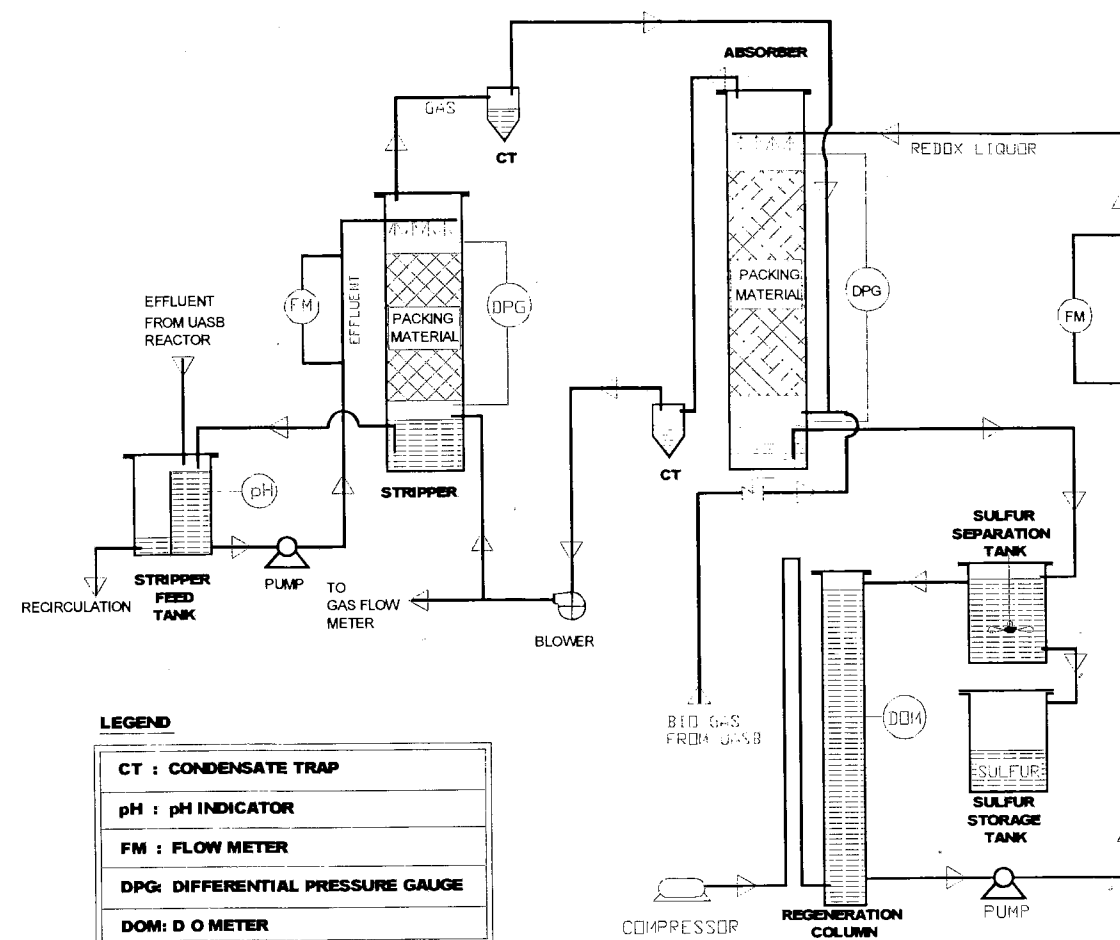 ABSORBER
GAS
CT
REDOX LIQUOR
EFFLUENT
FROM UASB
REACTOR
FM
EFFLUENT
PACKING
MATERIAL
DPG
PACKING
MATERIAL
DPG
FM
pH
STRIPPER
CT
SULFUR
SEPARATION
TANK
STRIPPER
FEED
TANK
PUMP
RECIRCULATION
TO
GAS FLOW
METER
BLOWER
BIO GAS
FROM UASB
DOM
SULFUR
SULFUR
STORAGE
TANK
COMPRESSOR
REGENERATION
COLUMN
PUMP
LEGEND
CT : CONDENSATE TRAP
pH : pH INDICATOR
FM : FLOW METER
DPG: DIFFERENTIAL PRESSURE GAUGE
DOM: D O METER